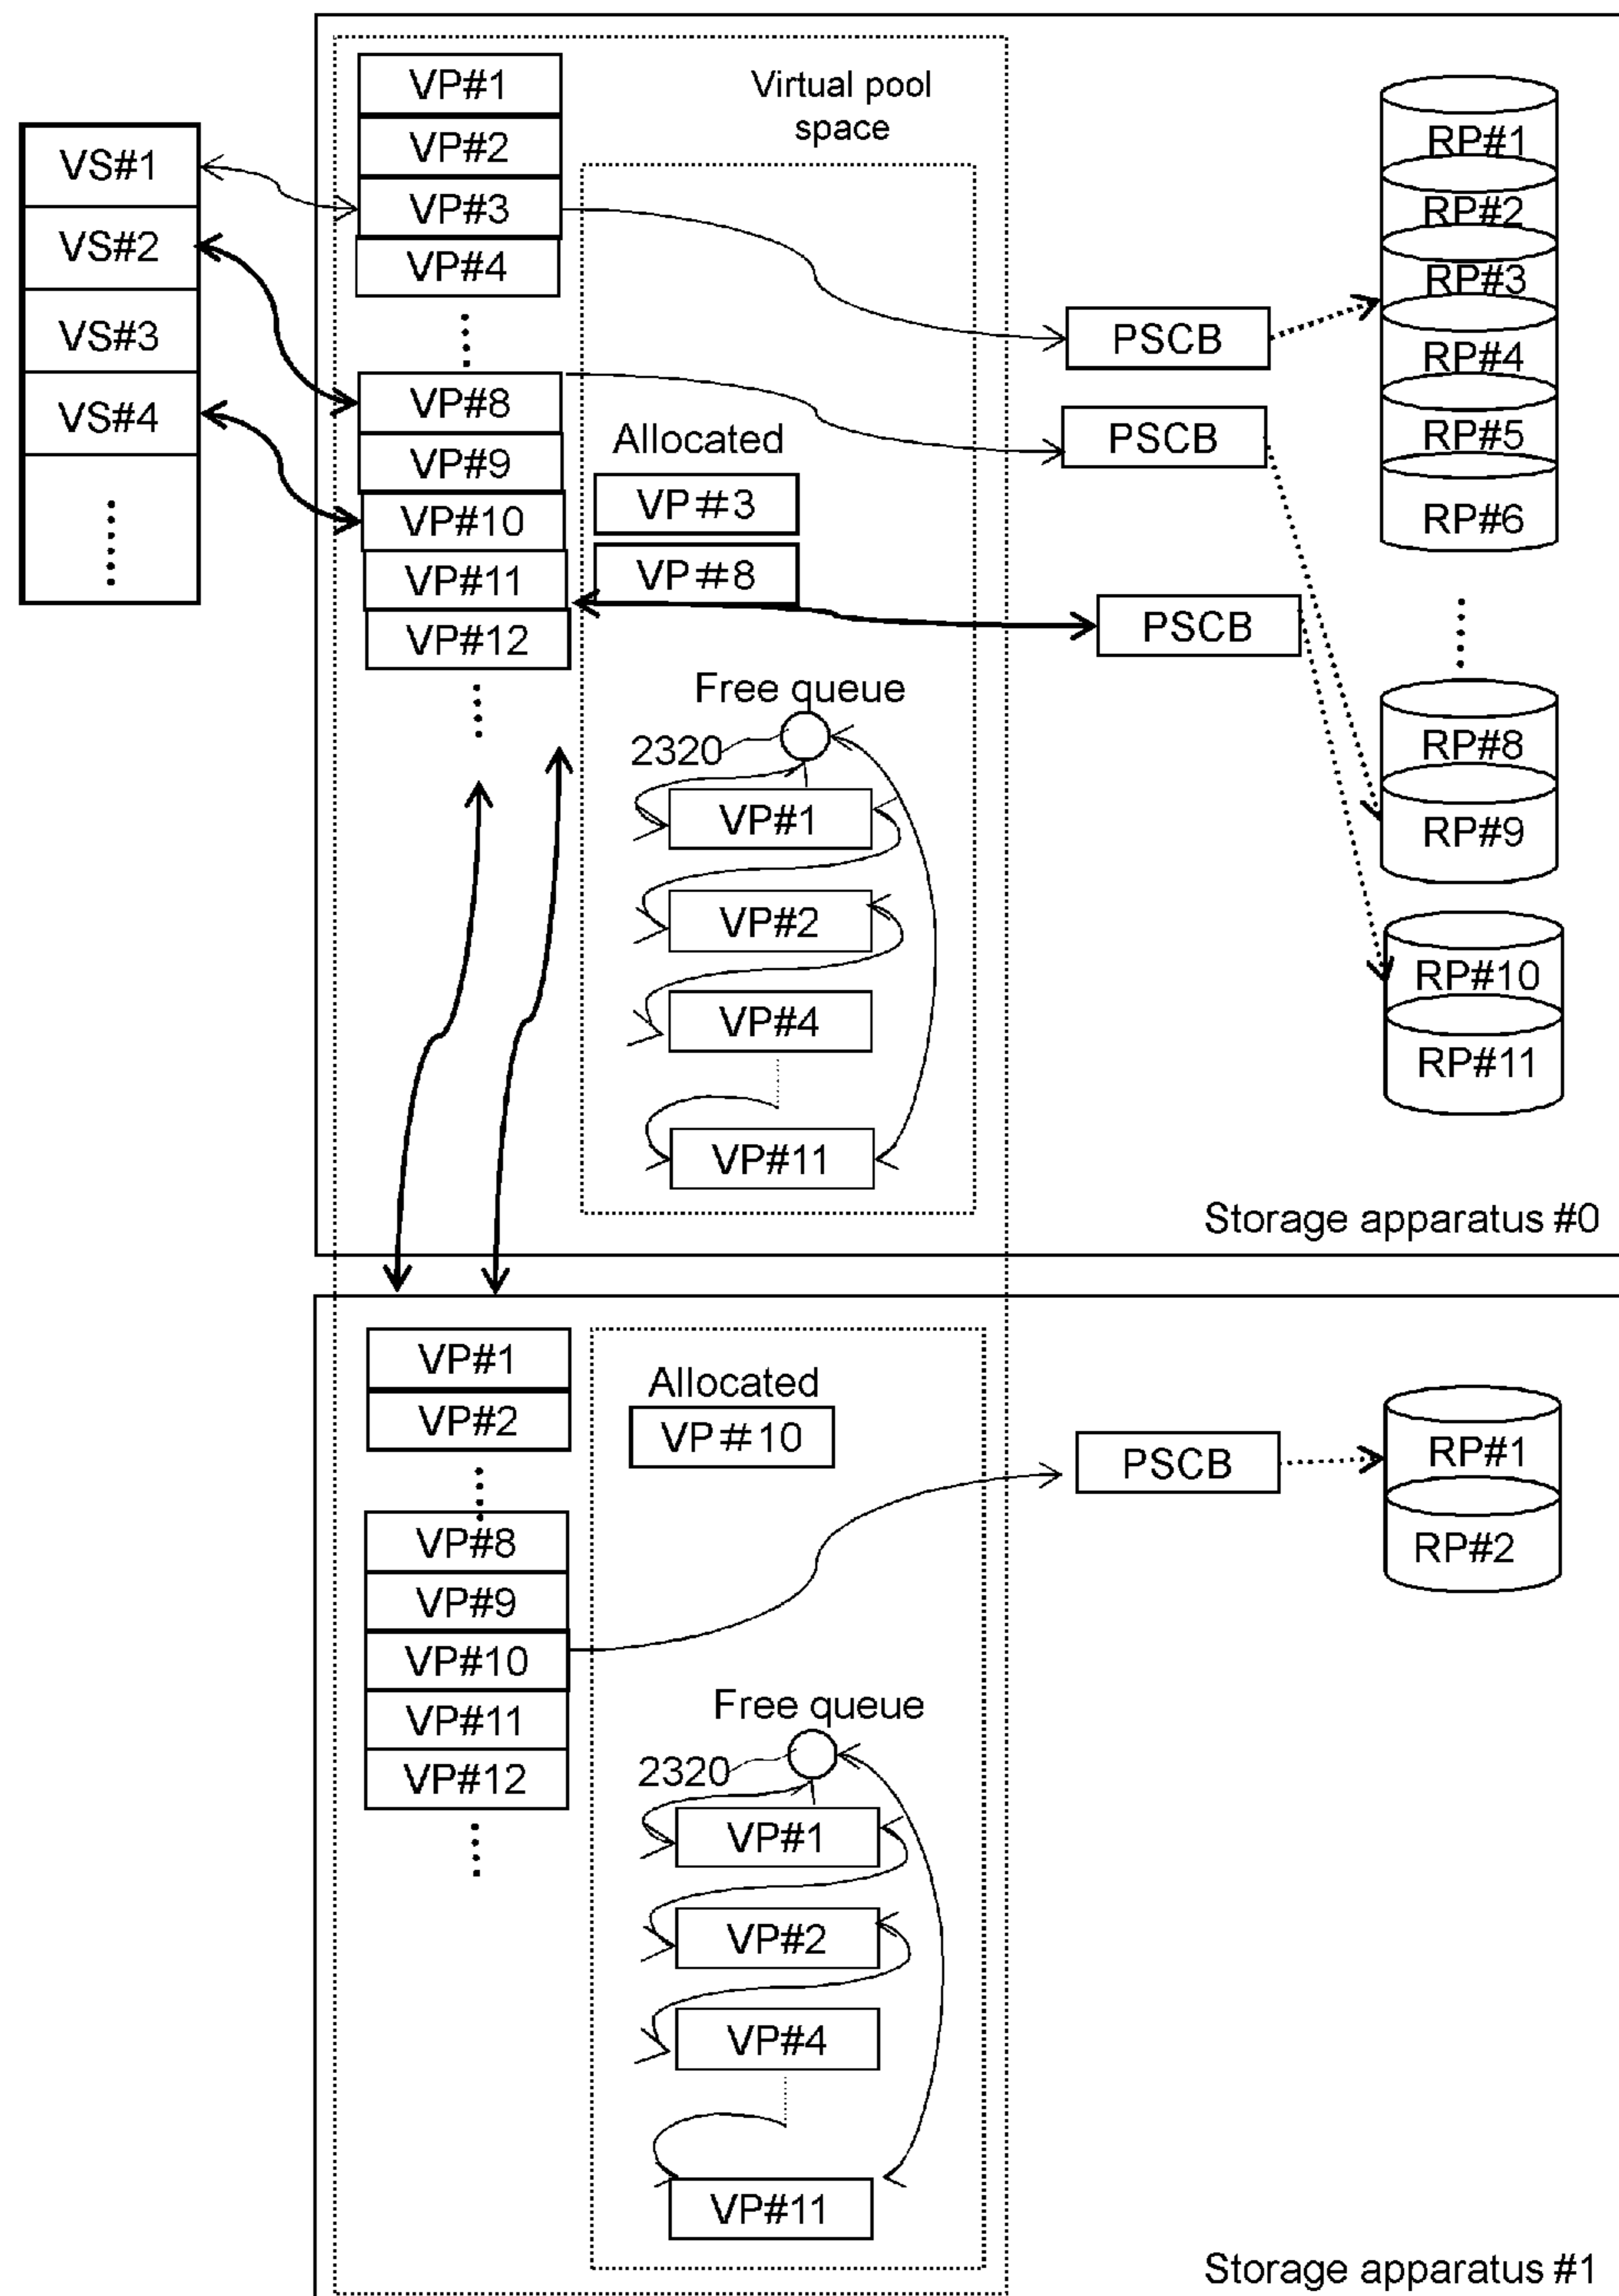 VS#1
VS#2
VS#3
VS#4
Virtual pool
space
VP#1
VP#2
VP#3
VP#4
VP#8
VP#9
VP#10
VP#11
VP#12
Allocated
VP#3
VP#8
Free queue
2320
VP#1
VP#2
VP#4
VP#11
PSCB
PSCB
PSCB
RP#1
RP#2
RP#3
RP#4
RP#5
RP#6
RP#8
RP#9
RP#10
RP#11
Storage apparatus #0
VP#1
VP#2
VP#8
VP#9
VP#10
VP#11
VP#12
Allocated
VP#10
Free queue
2320
VP#1
VP#2
VP#4
VP#11
PSCB
RP#1
RP#2
Storage apparatus #1